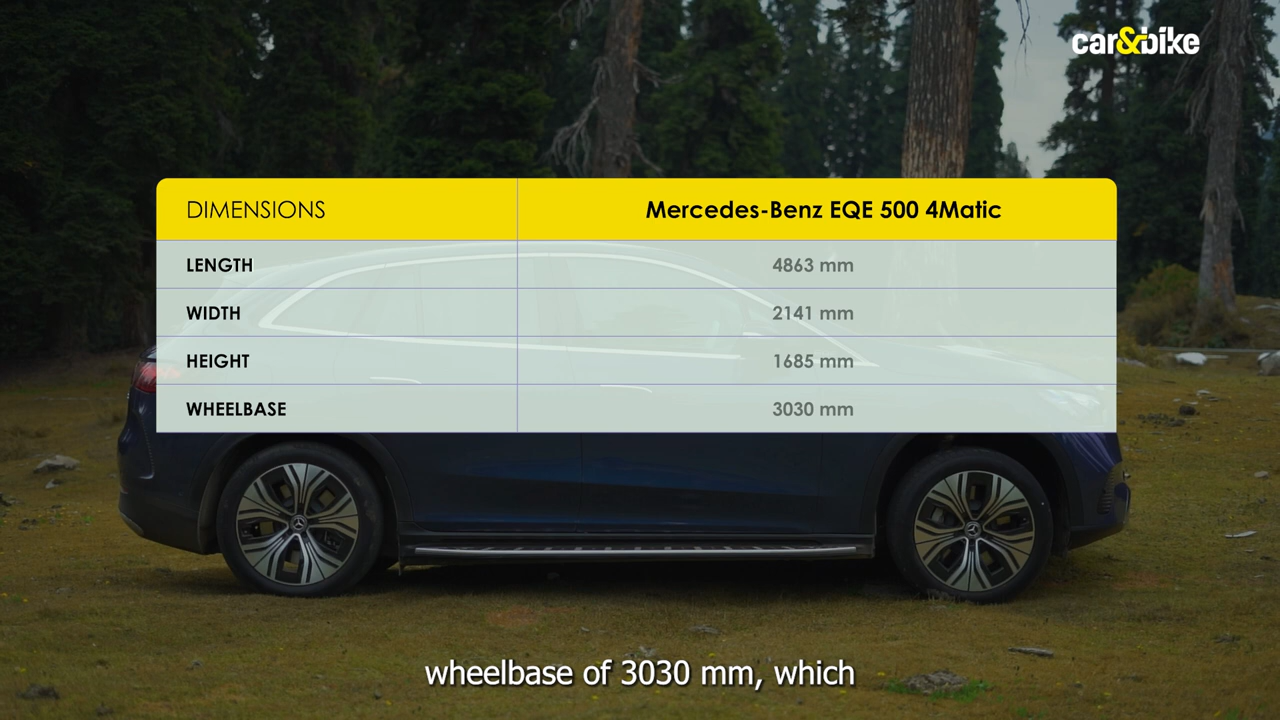 car&bike
DIMENSIONS Mercedes-Benz EQE 500 4Matic
LENGTH 4863 mm
WIDTH 2141 mm
HEIGHT 1685 mm
WHEELBASE 3030 mm
wheelbase of 3030 mm, which